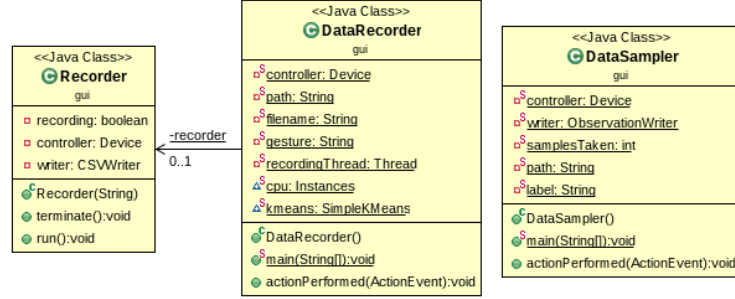 <<Java Class>>
Recorder
gui
recording: boolean
controller: Device
writer: CSVWriter
Recorder(String)
terminate():void
run():void
-recorder
0..1
<<Java Class>>
DataRecorder
gui
controller: Device
path: String
filename: String
gesture: String
recordingThread: Thread
cpu: Instances
kmeans: SimpleKMeans
DataRecorder()
main(String[]):void
actionPerformed(ActionEvent):void
<<Java Class>>
DataSampler
gui
controller: Device
writer: ObservationWriter
samplesTaken: int
path: String
label: String
DataSampler()
main(String[]):void
actionPerformed(ActionEvent):void